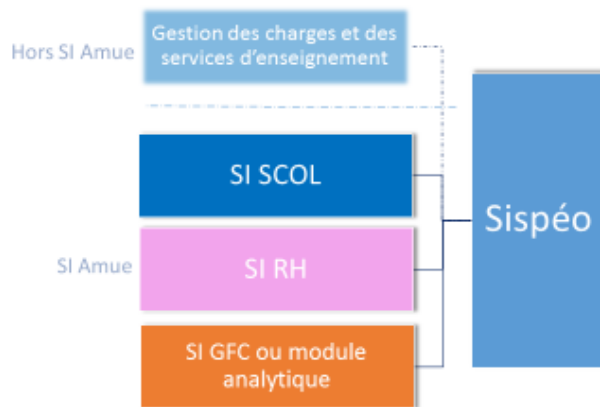 Hors SI Amue
Gestion des charges et des
services d'enseignement
SI SCOL
Sispéo
SI Amue
SI RH
SI GFC ou module
analytique